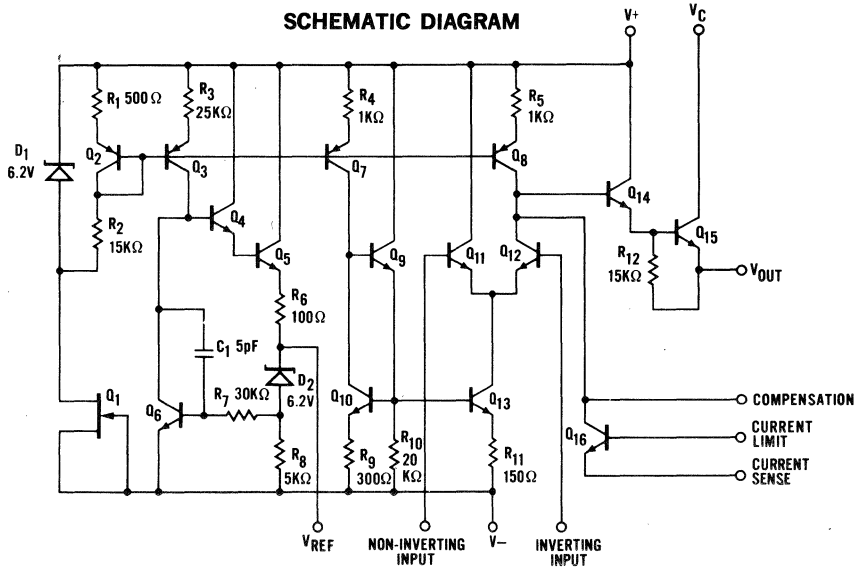 SCHEMATIC DIAGRAM
V+
VC
R1 500Ω
R3
25KΩ
R4
1KΩ
R5
1KΩ
D1
6.2V
Q2
Q3
Q7
Q8
Q14
Q4
R2
15KΩ
Q5
Q9
Q11
Q12
Q15
R12
15KΩ
VOUT
R6
100Ω
C1 5pF
D2
6.2V
R7 30KΩ
Q1
Q6
Q10
Q13
COMPENSATION
Q16
CURRENT
LIMIT
R8
5KΩ
R9
300Ω
R10
20
KΩ
R11
150Ω
CURRENT
SENSE
VREF
NON-INVERTING
INPUT
V−
INVERTING
INPUT